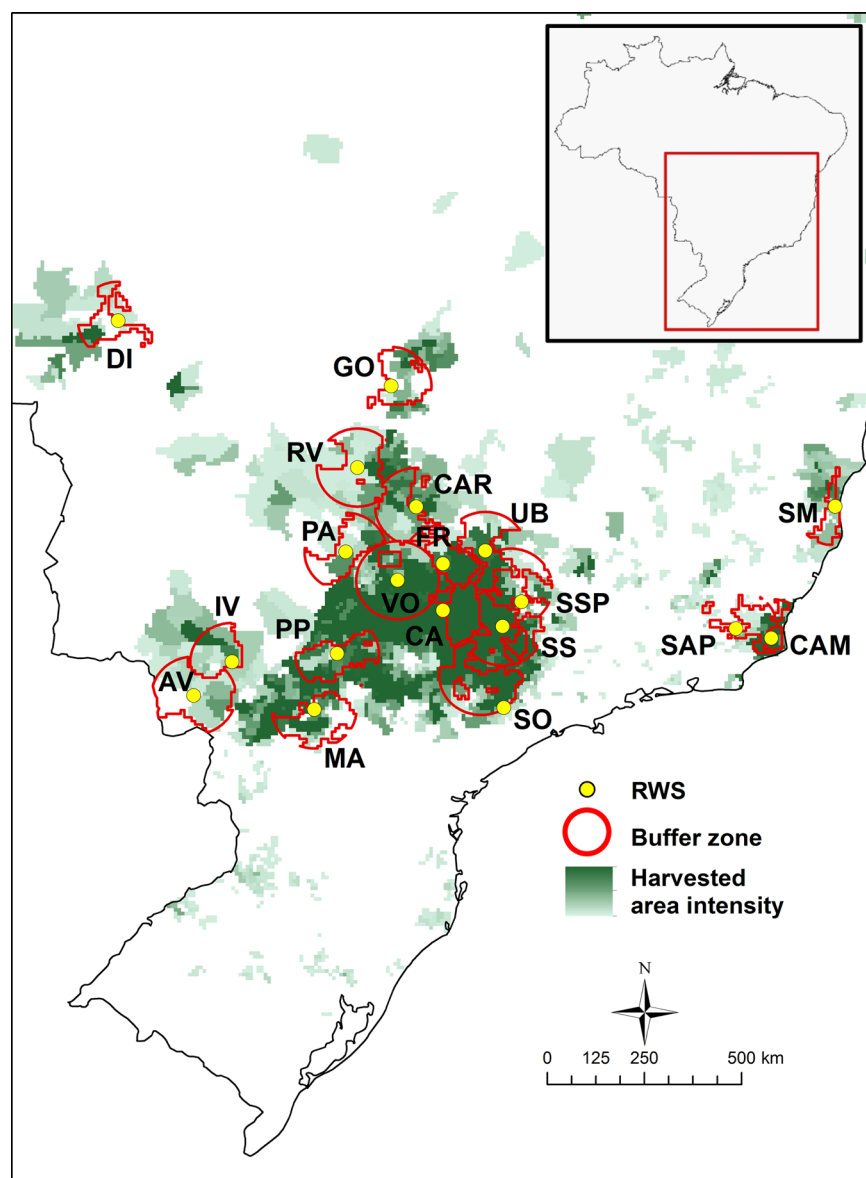 DI
GO
RV
CAR
PA
FR
UB
SM
IV
VO
SSP
PP
CA
SS
SAP
CAM
AV
SO
MA
RWS
Buffer zone
Harvested
area intensity
N
0 125 250 500 km